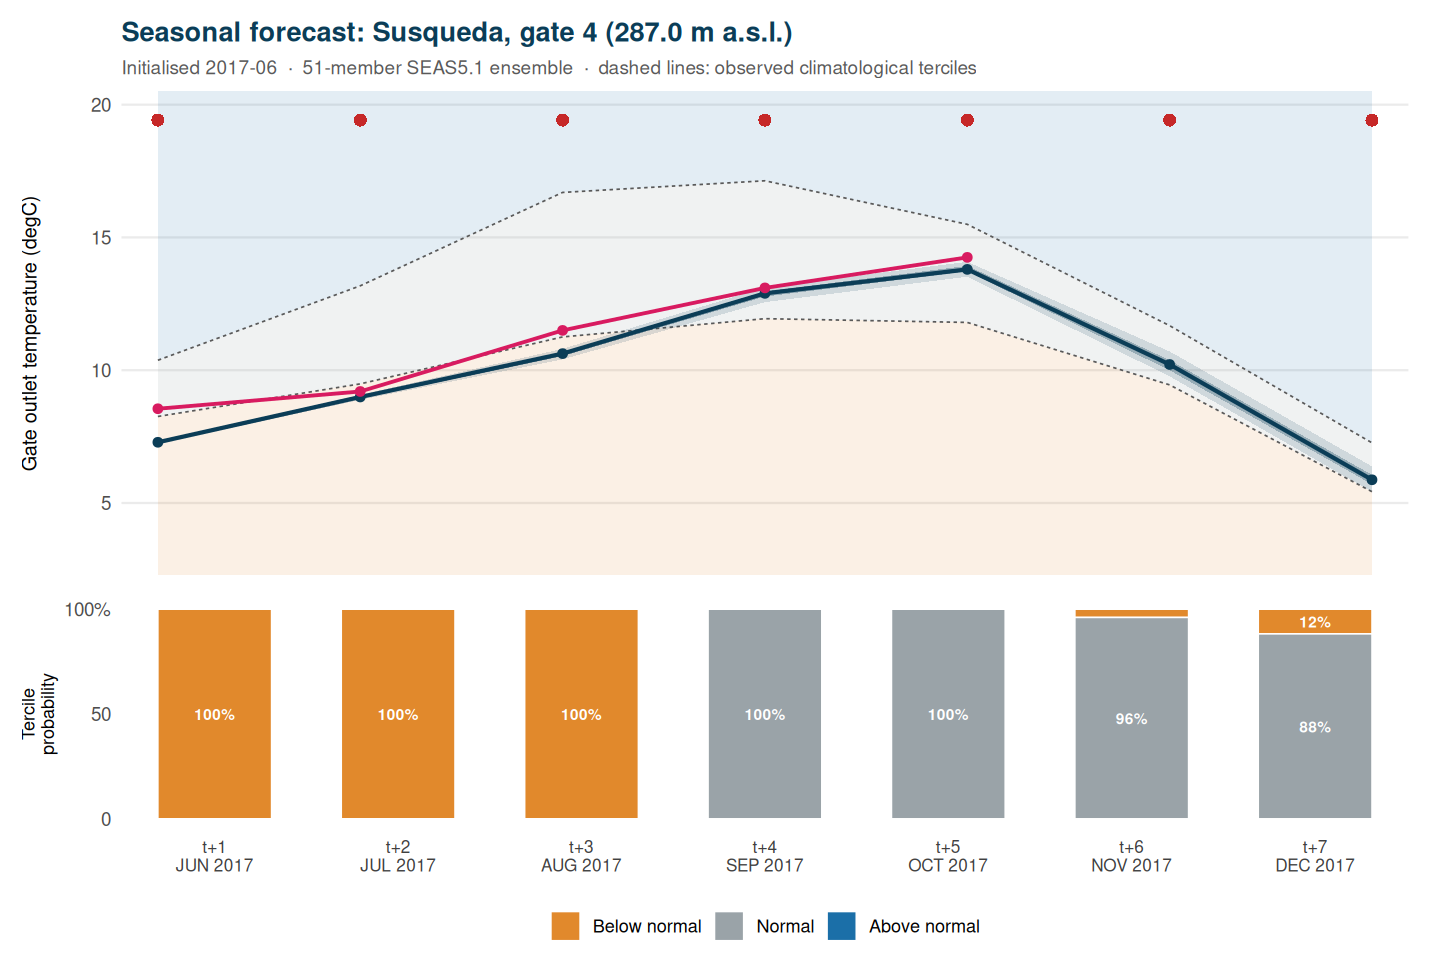 Seasonal forecast: Susqueda, gate 4 (287.0 m a.s.l.)
Initialised 2017-06 · 51-member SEAS5.1 ensemble · dashed lines: observed climatological terciles
Gate outlet temperature (degC)
20
15
10
5
Tercile
probability
100%
50
0
100%
100%
100%
100%
100%
96%
12%
88%
t+1
JUN 2017
t+2
JUL 2017
t+3
AUG 2017
t+4
SEP 2017
t+5
OCT 2017
t+6
NOV 2017
t+7
DEC 2017
Below normal
Normal
Above normal